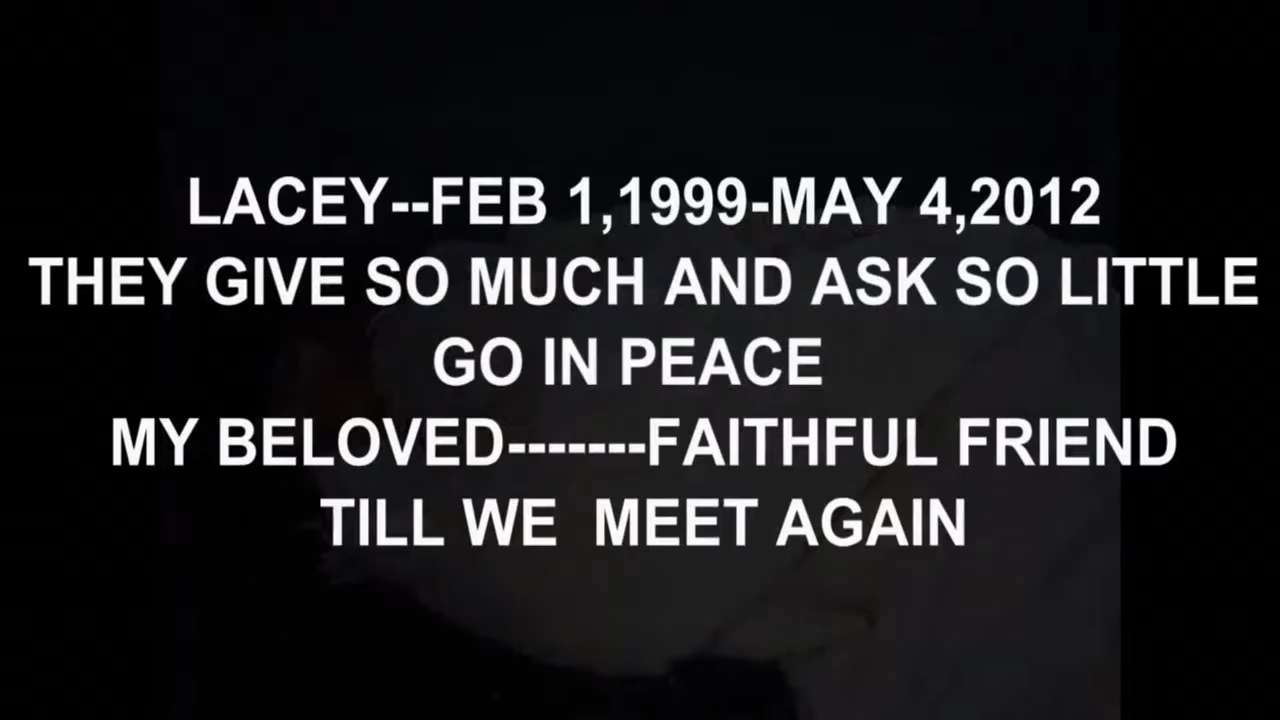 LACEY--FEB 1,1999-MAY 4,2012
THEY GIVE SO MUCH AND ASK SO LITTLE
GO IN PEACE
MY BELOVED-------FAITHFUL FRIEND
TILL WE  MEET AGAIN